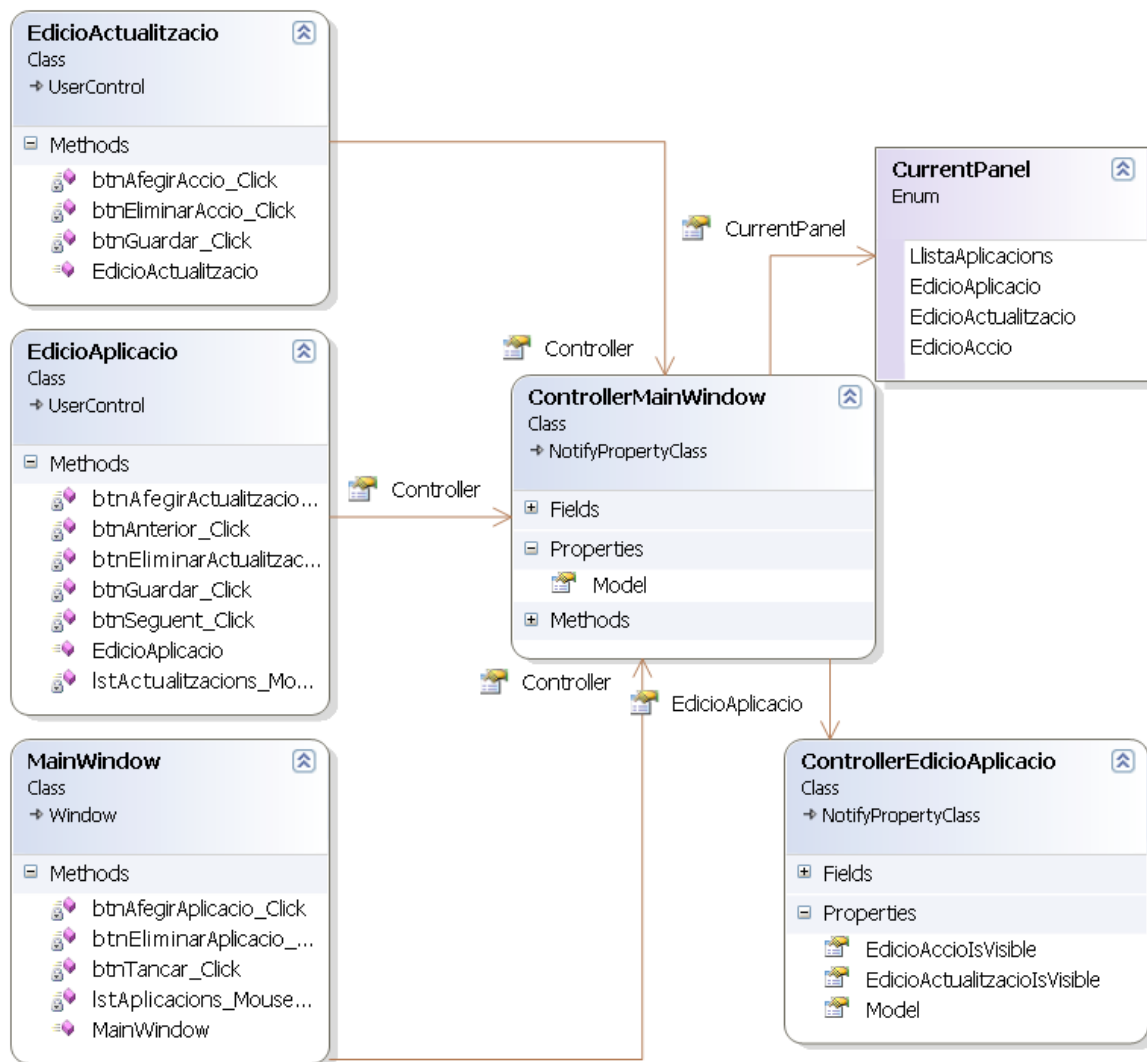 EdicioActualitzacio
Class
UserControl
Methods
btnAfegirAccio_Click
btnEliminarAccio_Click
btnGuardar_Click
EdicioActualitzacio
CurrentPanel
CurrentPanel
Enum
LlistaAplicacions
EdicioAplicacio
EdicioActualitzacio
EdicioAccio
EdicioAplicacio
Class
UserControl
Methods
btnAfegirActualitzacio...
btnAnterior_Click
btnEliminarActualitzac...
btnGuardar_Click
btnSeguent_Click
EdicioAplicacio
lstActualitzacions_Mo...
Controller
Controller
ControllerMainWindow
Class
NotifyPropertyClass
Fields
Properties
Model
Methods
Controller
EdicioAplicacio
MainWindow
Class
Window
Methods
btnAfegirAplicacio_Click
btnEliminarAplicacio_...
btnTancar_Click
lstAplicacions_Mouse...
MainWindow
ControllerEdicioAplicacio
Class
NotifyPropertyClass
Fields
Properties
EdicioAccioIsVisible
EdicioActualitzacioIsVisible
Model